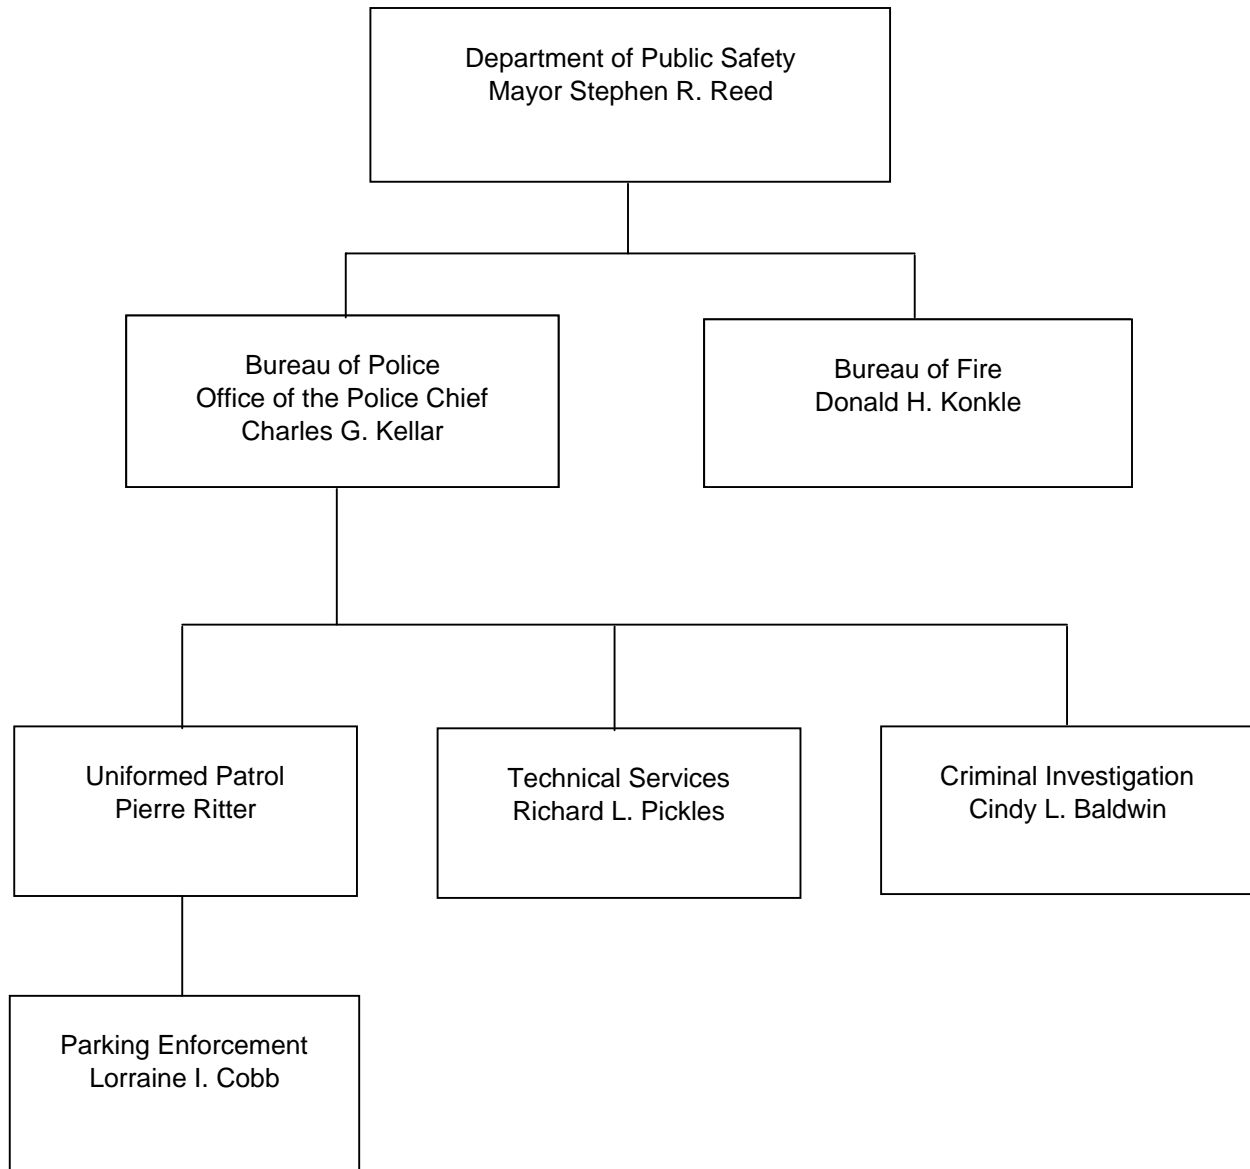 Department of Public Safety
Mayor Stephen R. Reed
Bureau of Police
Office of the Police Chief
Charles G. Kellar
Bureau of Fire
Donald H. Konkle
Uniformed Patrol
Pierre Ritter
Technical Services
Richard L. Pickles
Criminal Investigation
Cindy L. Baldwin
Parking Enforcement
Lorraine I. Cobb